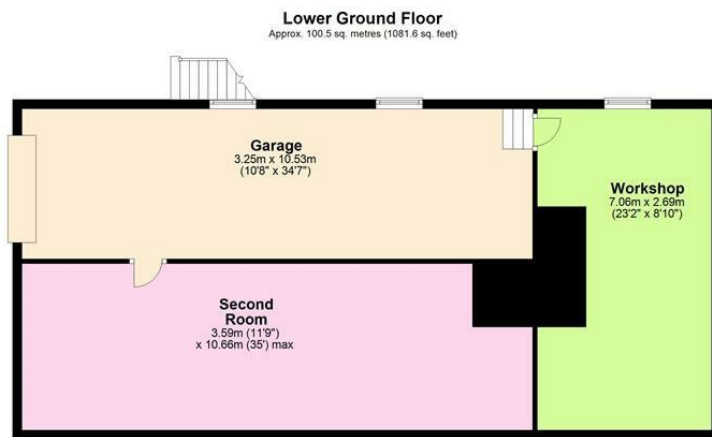 Lower Ground Floor
Approx. 100.5 sq. metres (1081.6 sq. feet)
Garage
3.25m x 10.53m
(10'8" x 34'7")
Workshop
7.06m x 2.69m
(23'2" x 8'10")
Second
Room
3.59m (11'9")
x 10.66m (35') max